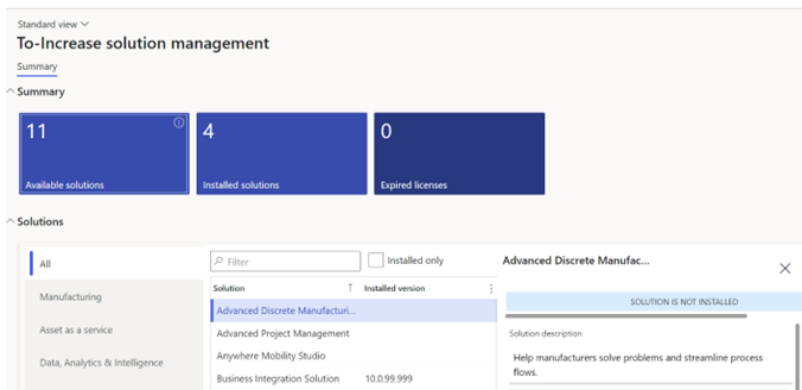 Standard view
To-Increase solution management
Summary
Summary
11
Available solutions
4
Installed solutions
0
Expired licenses
Solutions
All
Manufacturing
Asset as a service
Data, Analytics & Intelligence
Filter
Installed only
Solution
Installed version
Advanced Discrete Manufacturi...
Advanced Project Management
Anywhere Mobility Studio
Business Integration Solution 10.0.99.999
Advanced Discrete Manufac...
SOLUTION IS NOT INSTALLED
Solution description
Help manufacturers solve problems and streamline process
flows.